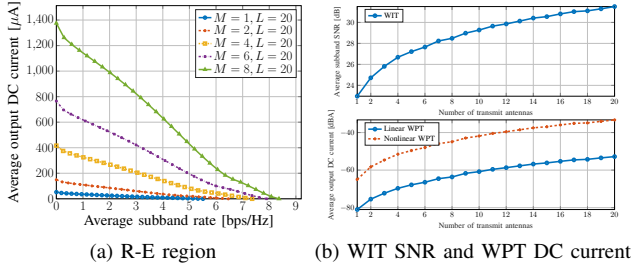 Average output DC current [µA]
1,400
1,200
1,000
800
600
400
200
0
M = 1, L = 20
M = 2, L = 20
M = 4, L = 20
M = 6, L = 20
M = 8, L = 20
0 1 2 3 4 5 6 7 8 9
Average subband rate [bps/Hz]
(a) R-E region
Average subband SNR [dB]
30
28
26
24
WIT
1 2 4 6 8 10 12 14 16 18 20
Number of transmit antennas
Average output DC current [dBA]
−40
−60
−80
Linear WPT
Nonlinear WPT
1 2 4 6 8 10 12 14 16 18 20
Number of transmit antennas
(b) WIT SNR and WPT DC current